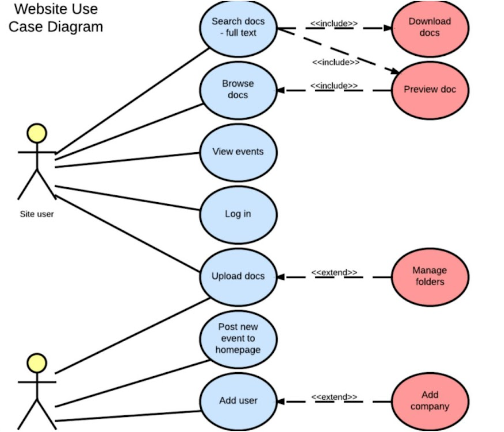 Website Use
Case Diagram
Search docs
- full text
<<include>>
Download
docs
<<include>>
Browse
docs
<<include>>
Preview doc
View events
Site user
Log in
Upload docs
<<extend>>
Manage
folders
Post new
event to
homepage
Add user
<<extend>>
Add
company